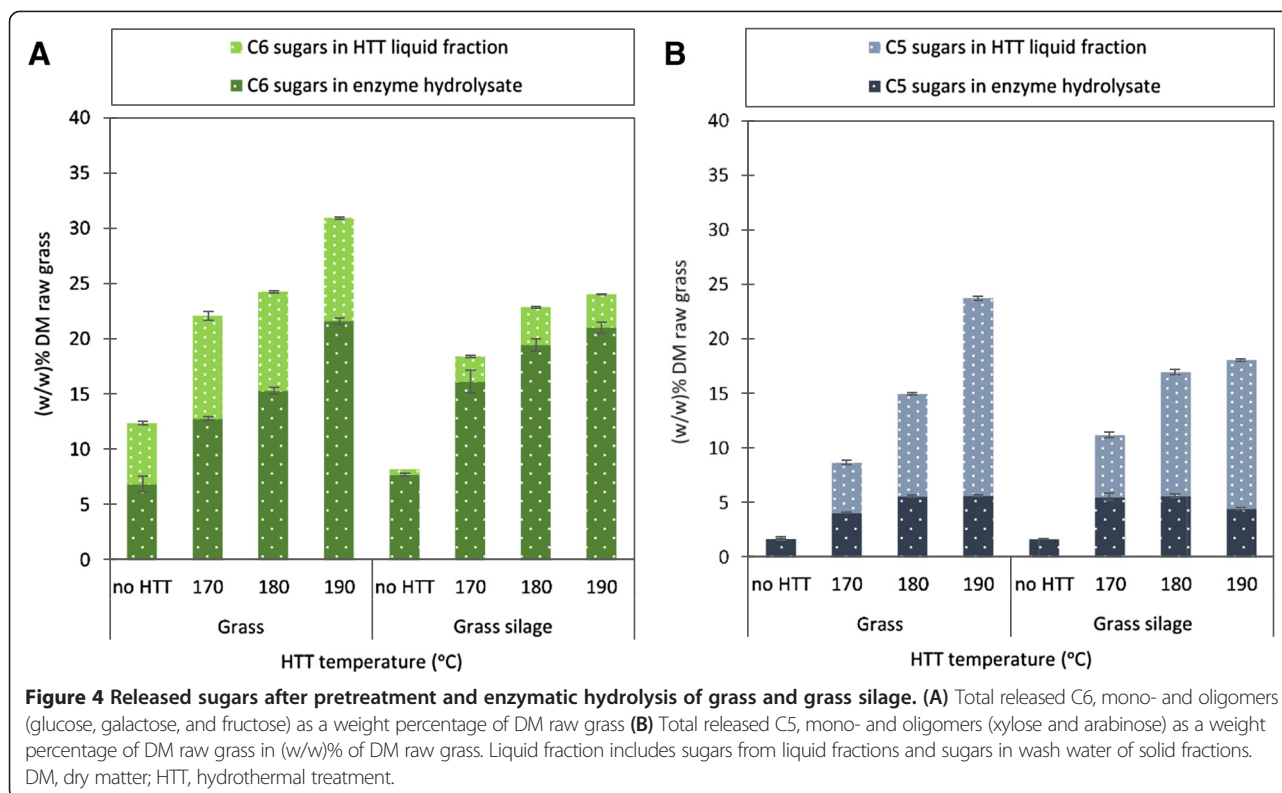 A
C6 sugars in HTT liquid fraction
C6 sugars in enzyme hydrolysate
(w/w)% DM raw grass
40
35
30
25
20
15
10
5
0
no HTT 170 180 190 no HTT 170 180 190
Grass Grass silage
HTT temperature (°C)
B
C5 sugars in HTT liquid fraction
C5 sugars in enzyme hydrolysate
(w/w)% DM raw grass
40
35
30
25
20
15
10
5
0
no HTT 170 180 190 no HTT 170 180 190
Grass Grass silage
HTT temperature (°C)
Figure 4 Released sugars after pretreatment and enzymatic hydrolysis of grass and grass silage. (A) Total released C6, mono- and oligomers
(glucose, galactose, and fructose) as a weight percentage of DM raw grass (B) Total released C5, mono- and oligomers (xylose and arabinose) as a weight
percentage of DM raw grass in (w/w)% of DM raw grass. Liquid fraction includes sugars from liquid fractions and sugars in wash water of solid fractions.
DM, dry matter; HTT, hydrothermal treatment.